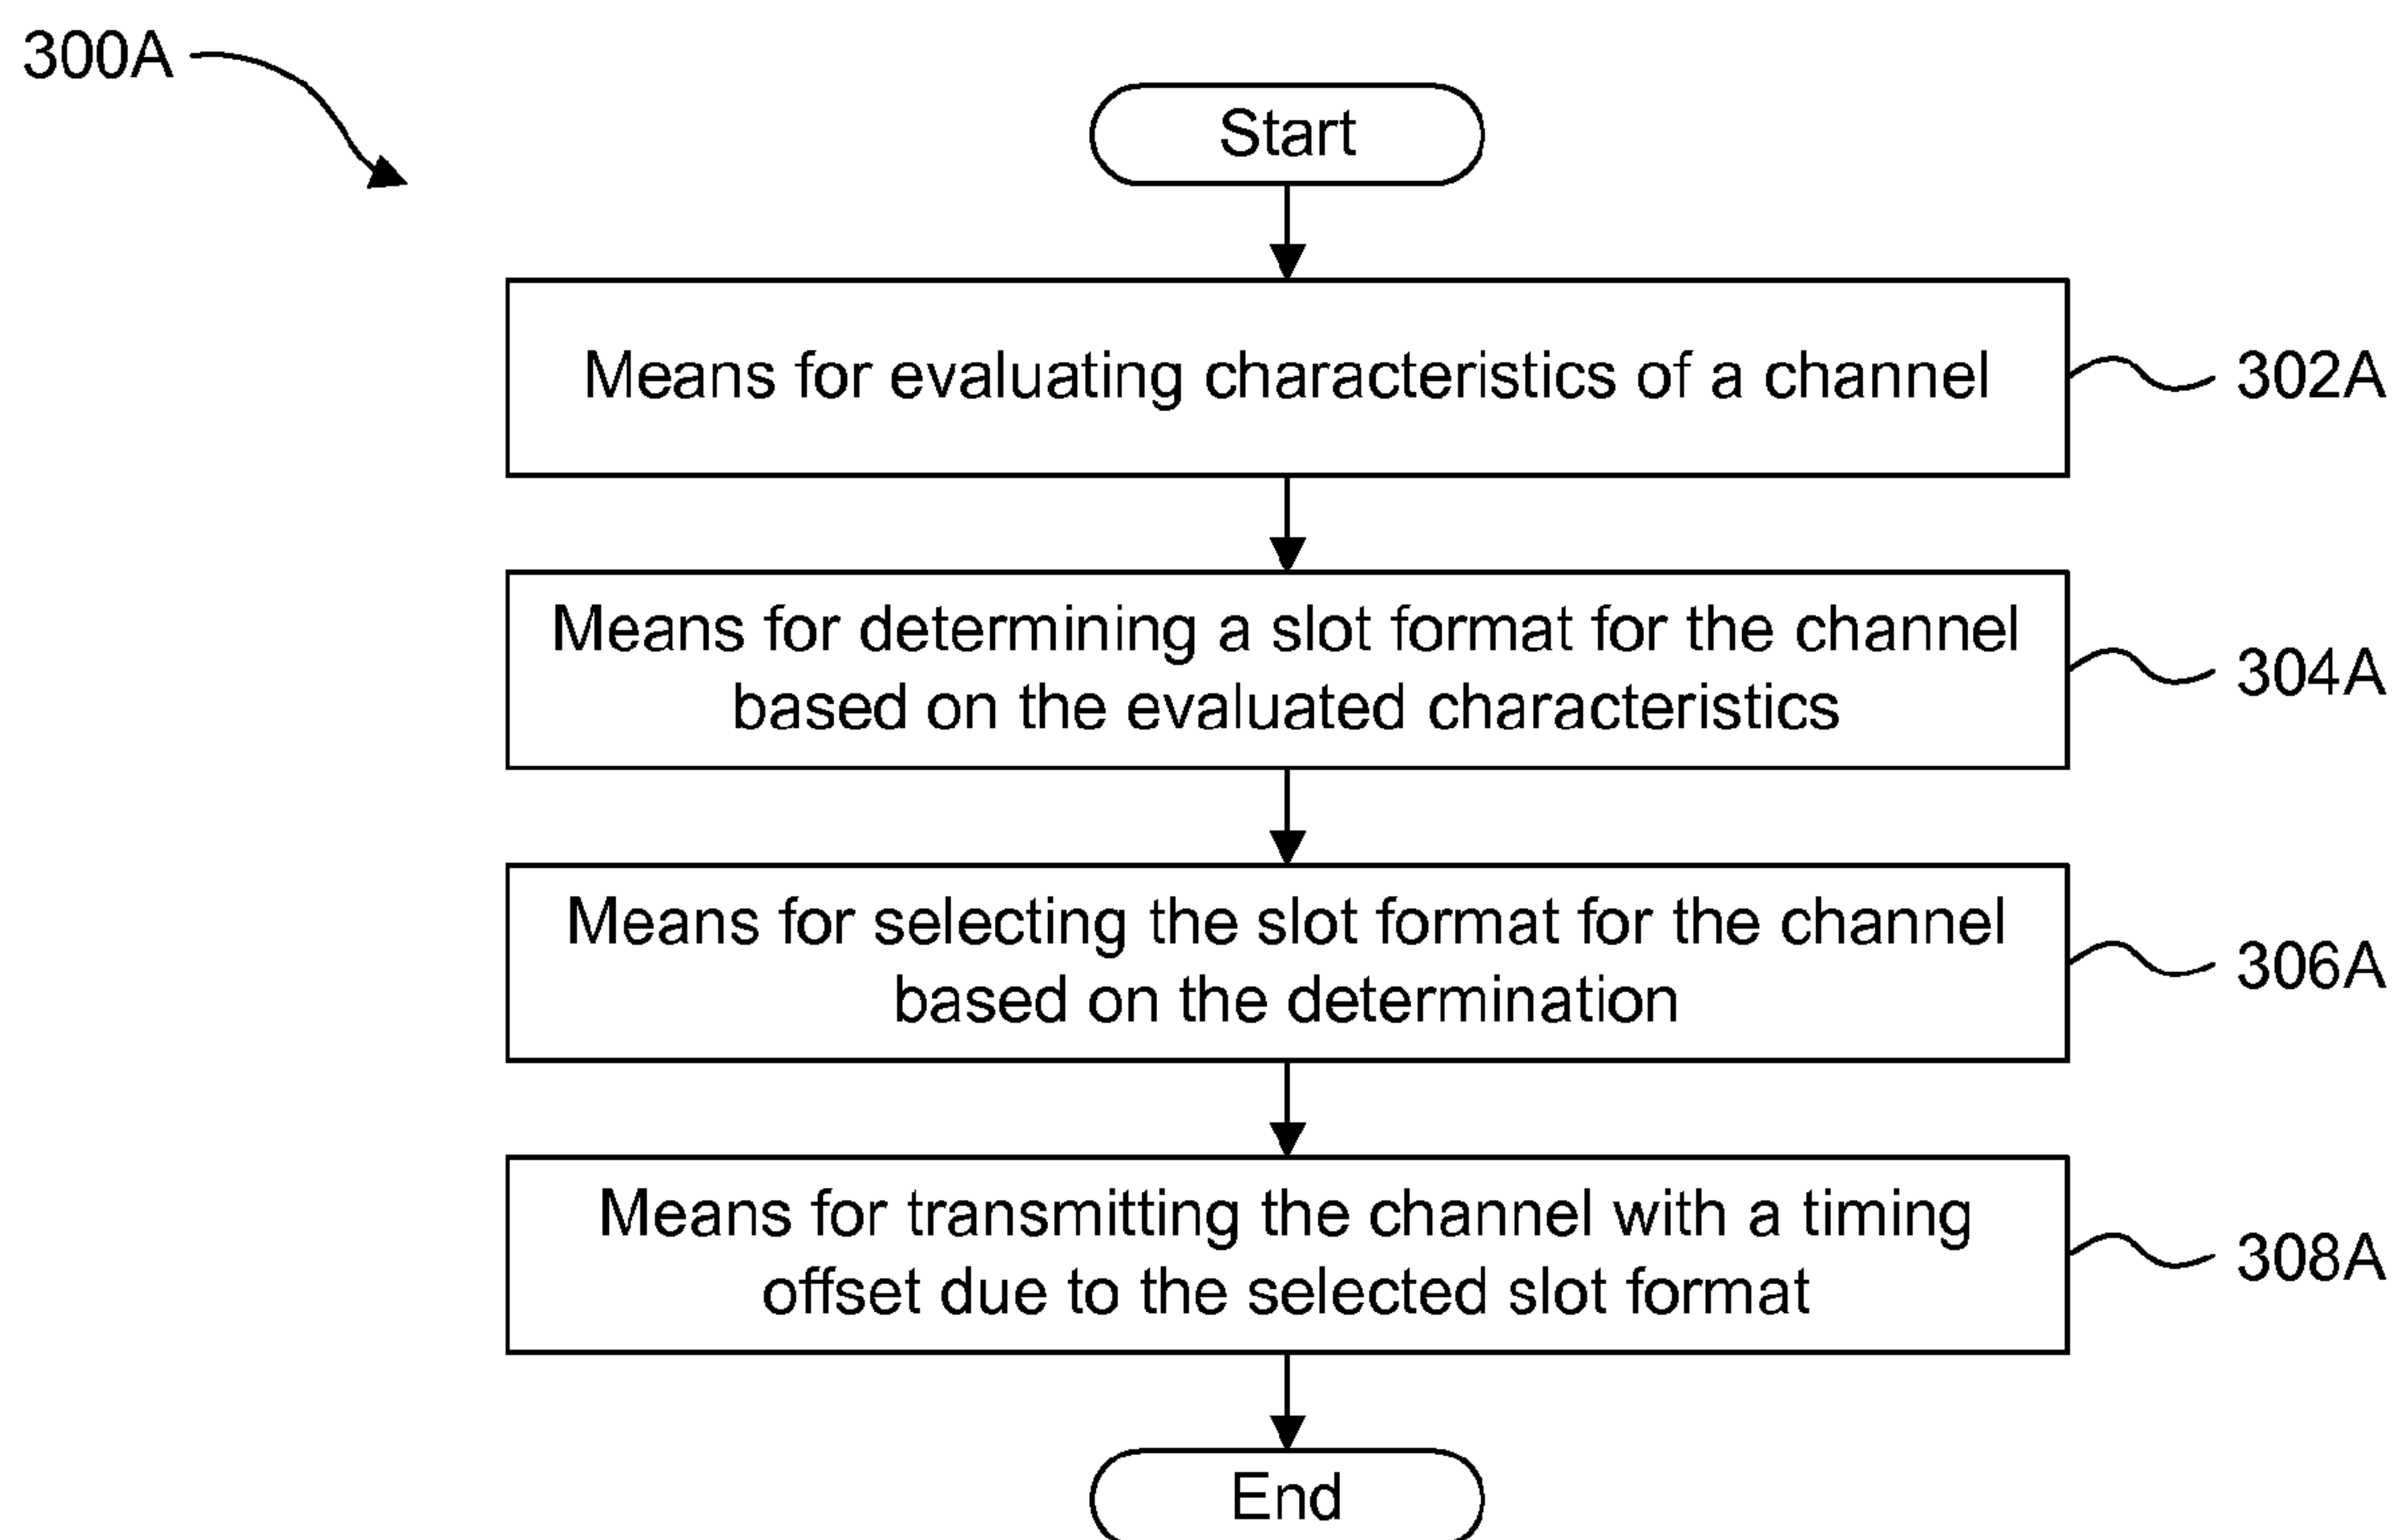 300A
Start
Means for evaluating characteristics of a channel
302A
Means for determining a slot format for the channel
based on the evaluated characteristics
304A
Means for selecting the slot format for the channel
based on the determination
306A
Means for transmitting the channel with a timing
offset due to the selected slot format
308A
End